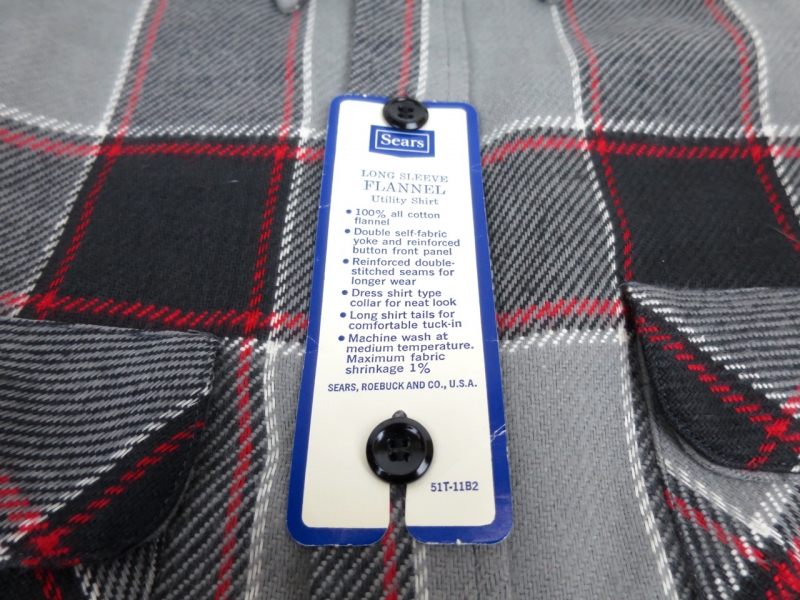 Sears
LONG SLEEVE
FLANNEL
Utility Shirt
• 100% all cotton
flannel
• Double self-fabric
yoke and reinforced
button front panel
• Reinforced double-
stitched seams for
longer wear
• Dress shirt type
collar for neat look
• Long shirt tails for
comfortable tuck-in
• Machine wash at
medium temperature.
Maximum fabric
shrinkage 1%
SEARS, ROEBUCK AND CO., U.S.A.
51T-11B2